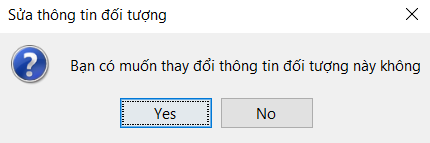 Sửa thông tin đối tượng
Bạn có muốn thay đổi thông tin đối tượng này không
Yes No